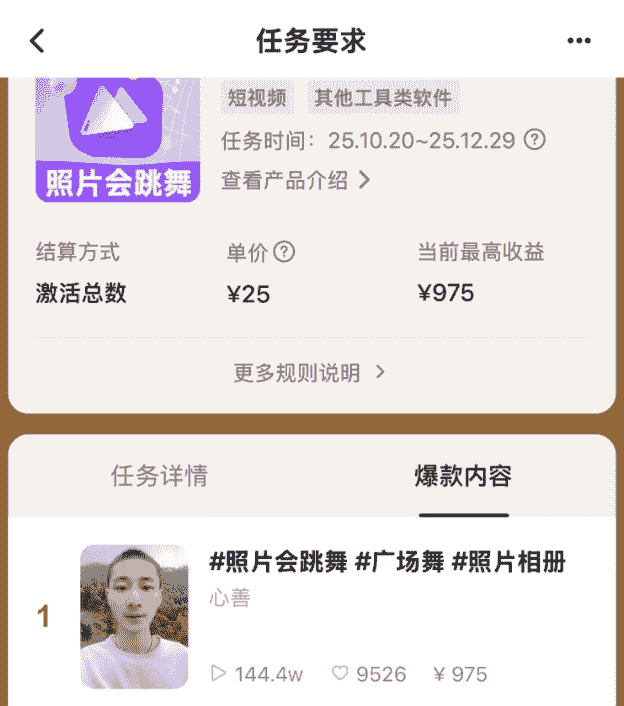 任务要求
短视频 其他工具类软件
任务时间：25.10.20~25.12.29 ?
照片会跳舞
查看产品介绍 >
结算方式 单价 ? 当前最高收益
激活总数 ¥25 ¥975
更多规则说明 >
任务详情 爆款内容
1
#照片会跳舞 #广场舞 #照片相册
心善
144.4w 9526 ¥ 975